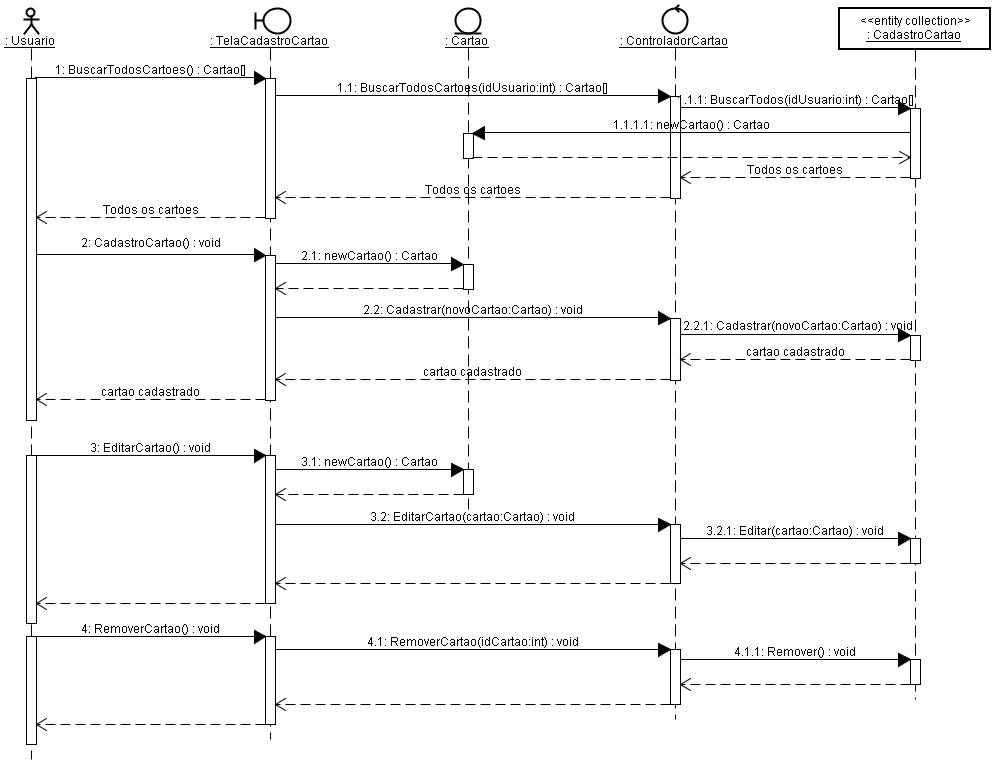 : Usuario
: TelaCadastroCartao
: Cartao
: ControladorCartao
<<entity collection>>
: CadastroCartao
1: BuscarTodosCartoes() : Cartao[]
1.1: BuscarTodosCartoes(idUsuario:int) : Cartao[]
1.1.1: BuscarTodos(idUsuario:int) : Cartao[]
1.1.1.1: newCartao() : Cartao
Todos os cartoes
Todos os cartoes
Todos os cartoes
2: CadastroCartao() : void
2.1: newCartao() : Cartao
2.2: Cadastrar(novoCartao:Cartao) : void
2.2.1: Cadastrar(novoCartao:Cartao) : void
cartao cadastrado
cartao cadastrado
cartao cadastrado
3: EditarCartao() : void
3.1: newCartao() : Cartao
3.2: EditarCartao(cartao:Cartao) : void
3.2.1: Editar(cartao:Cartao) : void
4: RemoverCartao() : void
4.1: RemoverCartao(idCartao:int) : void
4.1.1: Remover() : void